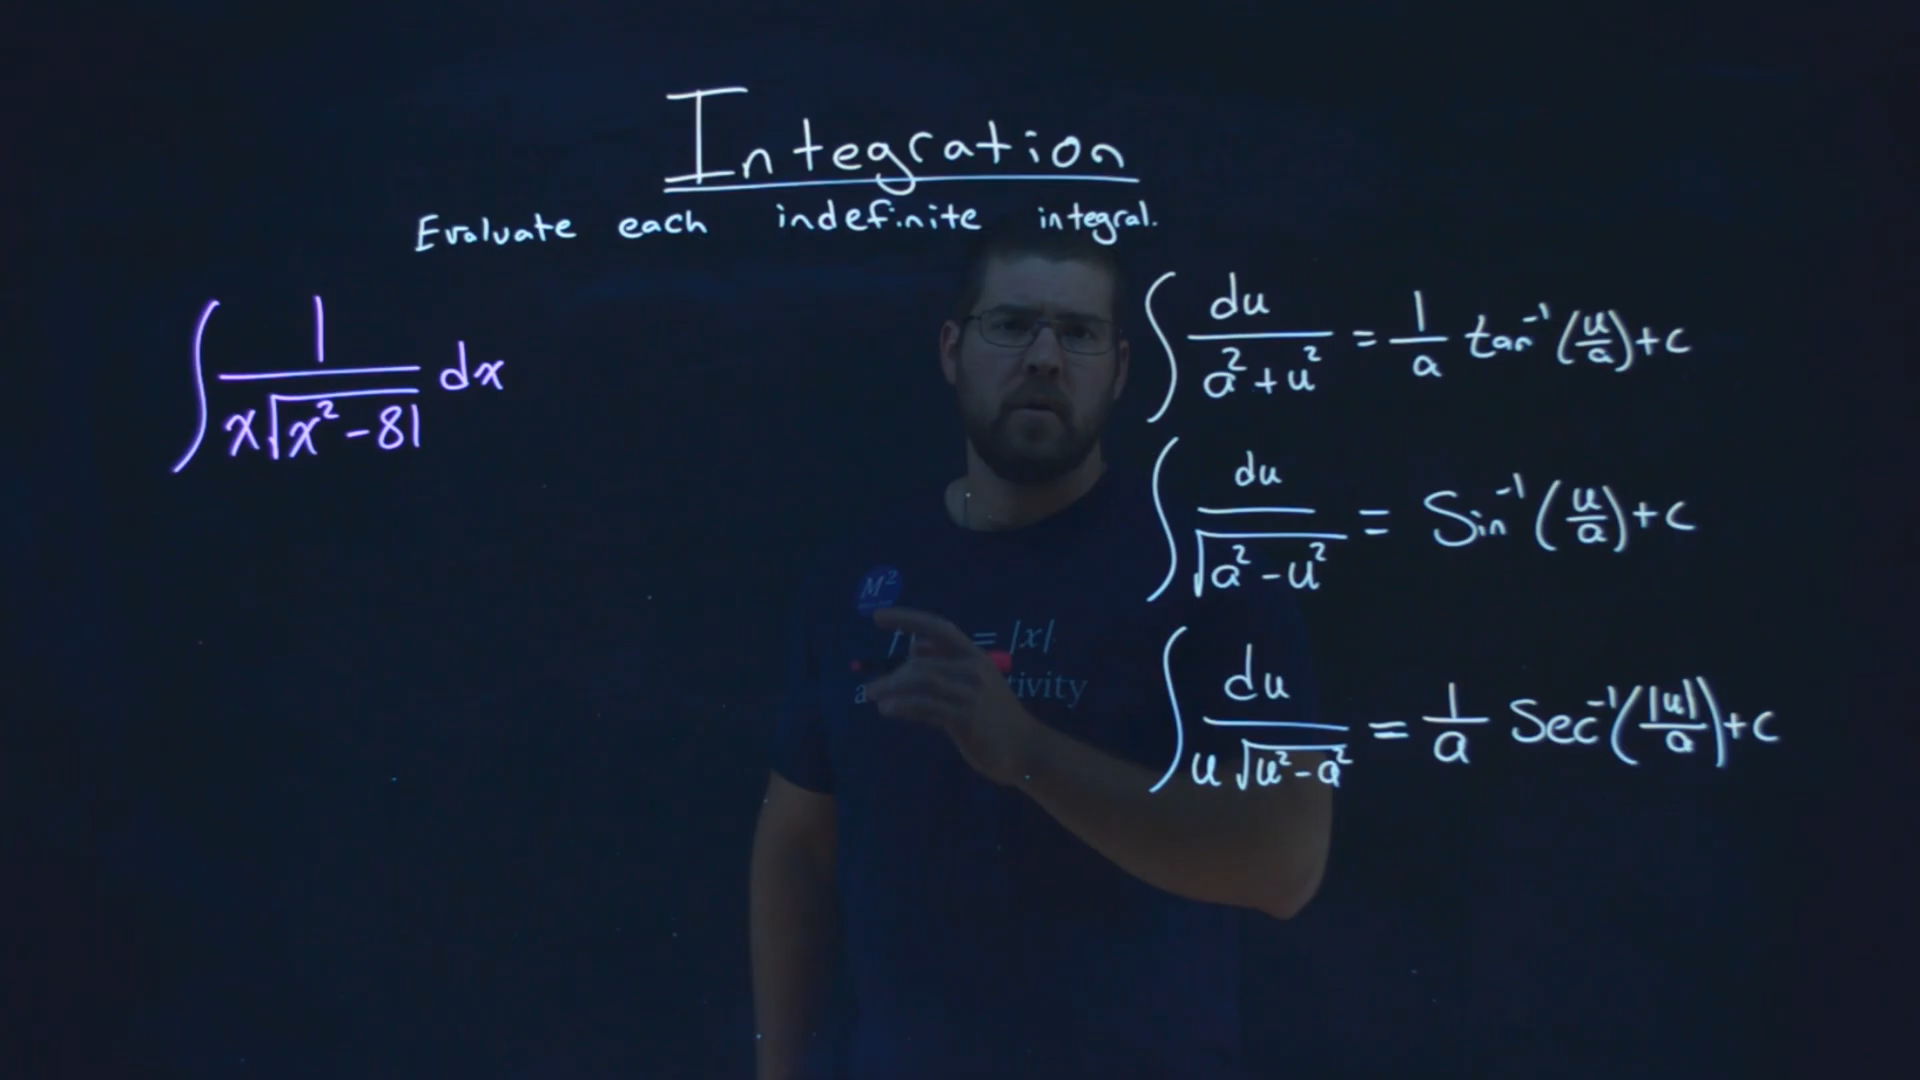 Integration
Evaluate each indefinite integral.
∫ 1/(x√(x²-81)) dx
∫ du/(a²+u²) = 1/a tan⁻¹(u/a)+c
∫ du/√(a²-u²) = Sin⁻¹(u/a)+c
∫ du/(u√(u²-a²)) = 1/a Sec⁻¹(|u|/a)+c
M²
= |x|